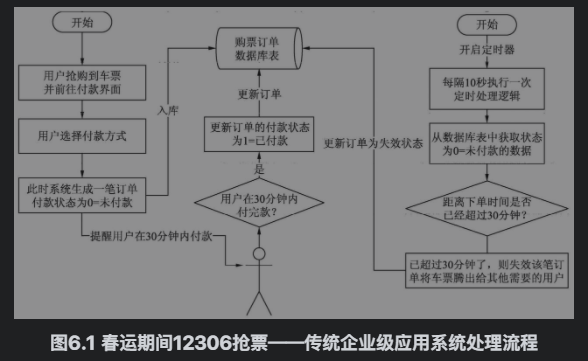 开始
用户抢购到车票
并前往付款界面
用户选择付款方式
此时系统生成一笔订单
付款状态为0=未付款
入库
提醒用户在30分钟内付款
购票订单
数据库表
更新订单
更新订单的付款状态
为1=已付款
是
用户在30分钟内
付完款?
更新订单为失效状态
开始
开启定时器
每隔10秒执行一次
定时处理逻辑
从数据库表中获取状态
为0=未付款的数据
距离下单时间是否
已经超过30分钟?
已超过30分钟了，则失效该笔订
单将车票腾出给其他需要的用户
图6.1 春运期间12306抢票——传统企业级应用系统处理流程